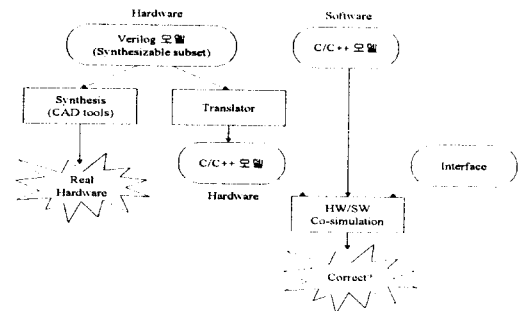 Hardware
Software
Verilog 모델
(Synthesizable subset)
C/C++ 모델
Synthesis
(CAD tools)
Translator
C/C++ 모델
Hardware
Real
Hardware
Interface
HW/SW
Co-simulation
Correct?